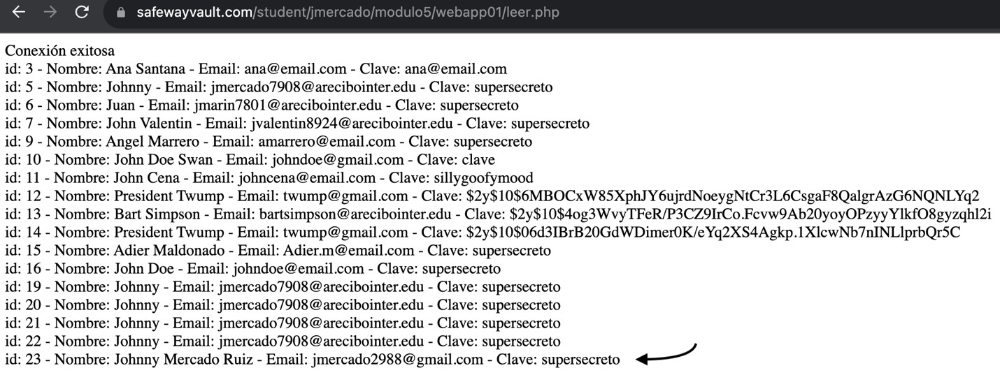 safewayvault.com/student/jmercado/modulo5/webapp01/leer.php
Conexión exitosa
id: 3 - Nombre: Ana Santana - Email: ana@email.com - Clave: ana@email.com
id: 5 - Nombre: Johnny - Email: jmercado7908@arecibointer.edu - Clave: supersecreto
id: 6 - Nombre: Juan - Email: jmarin7801@arecibointer.edu - Clave: supersecreto
id: 7 - Nombre: John Valentin - Email: jvalentin8924@arecibointer.edu - Clave: supersecreto
id: 9 - Nombre: Angel Marrero - Email: amarrero@email.com - Clave: supersecreto
id: 10 - Nombre: John Doe Swan - Email: johndoe@gmail.com - Clave: clave
id: 11 - Nombre: John Cena - Email: johncena@email.com - Clave: sillygoofymood
id: 12 - Nombre: President Twump - Email: twump@gmail.com - Clave: $2y$10$6MBOCxW85XphJY6ujrdNoeygNtCr3L6CsgaF8QalgrAzG6NQNLYq2
id: 13 - Nombre: Bart Simpson - Email: bartsimpson@arecibointer.edu - Clave: $2y$10$4og3WvyTFeR/P3CZ9IrCo.Fcvw9Ab20yoyOPzyyYlkfO8gyzqhl2i
id: 14 - Nombre: President Twump - Email: twump@gmail.com - Clave: $2y$10$06d3IBrB20GdWDimer0K/eYq2XS4Agkp.1XlcwNb7nINLlprbQr5C
id: 15 - Nombre: Adier Maldonado - Email: Adier.m@email.com - Clave: supersecreto
id: 16 - Nombre: John Doe - Email: johndoe@email.com - Clave: supersecreto
id: 19 - Nombre: Johnny - Email: jmercado7908@arecibointer.edu - Clave: supersecreto
id: 20 - Nombre: Johnny - Email: jmercado7908@arecibointer.edu - Clave: supersecreto
id: 21 - Nombre: Johnny - Email: jmercado7908@arecibointer.edu - Clave: supersecreto
id: 22 - Nombre: Johnny - Email: jmercado7908@arecibointer.edu - Clave: supersecreto
id: 23 - Nombre: Johnny Mercado Ruiz - Email: jmercado2988@gmail.com - Clave: supersecreto